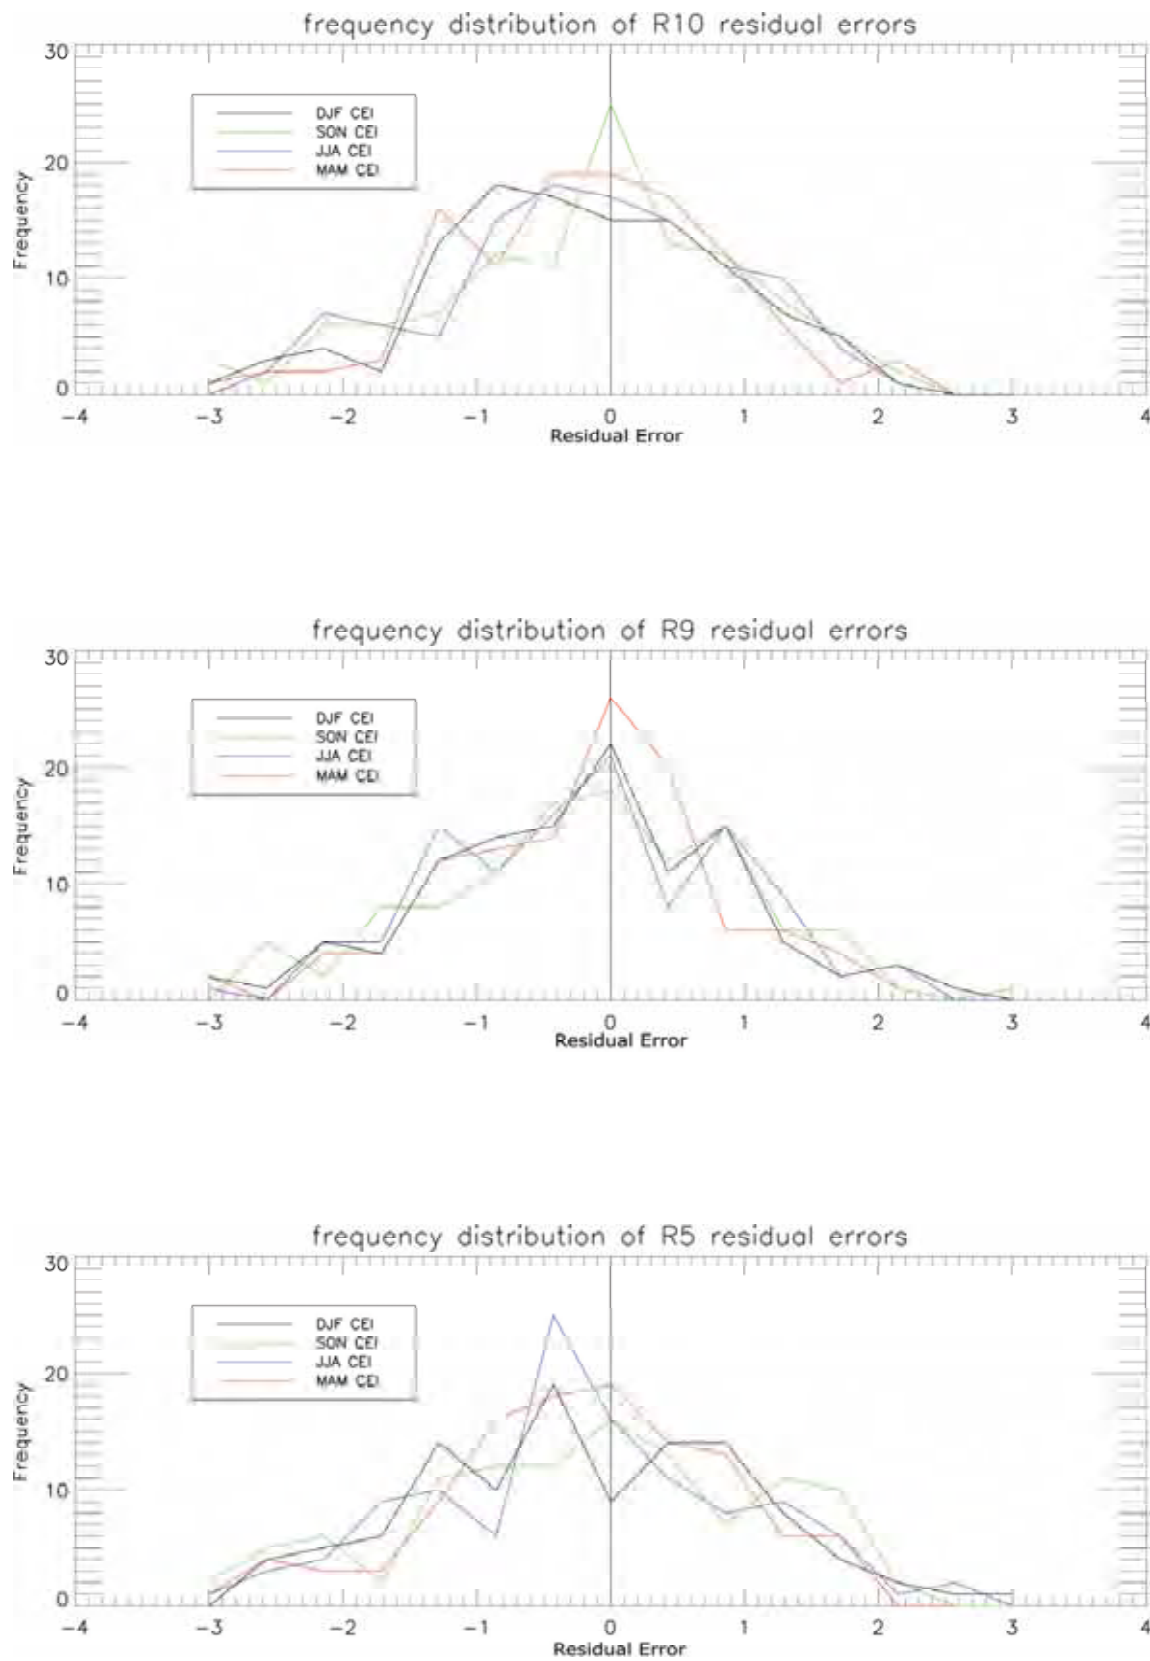 frequency distribution of R10 residual errors
30
20
10
0
Frequency
DJF CEI
SON CEI
JJA CEI
MAM CEI
-4 -3 -2 -1 0 1 2 3 4
Residual Error
frequency distribution of R9 residual errors
30
20
10
0
Frequency
DJF CEI
SON CEI
JJA CEI
MAM CEI
-4 -3 -2 -1 0 1 2 3 4
Residual Error
frequency distribution of R5 residual errors
30
20
10
0
Frequency
DJF CEI
SON CEI
JJA CEI
MAM CEI
-4 -3 -2 -1 0 1 2 3 4
Residual Error